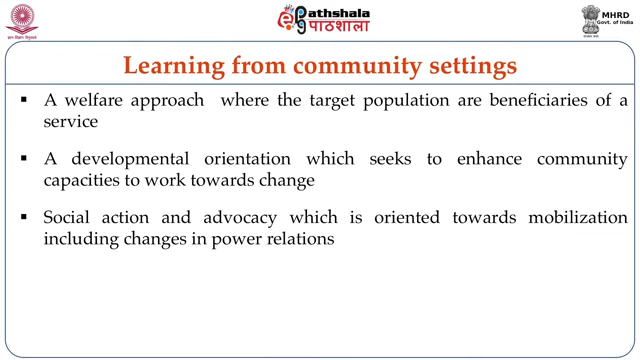 ज्ञान-विज्ञान विमुक्तये
e Pathshala
पाठशाला
MHRD
Govt. of India
Learning from community settings
▪ A welfare approach where the target population are beneficiaries of a
service
▪ A developmental orientation which seeks to enhance community
capacities to work towards change
▪ Social action and advocacy which is oriented towards mobilization
including changes in power relations